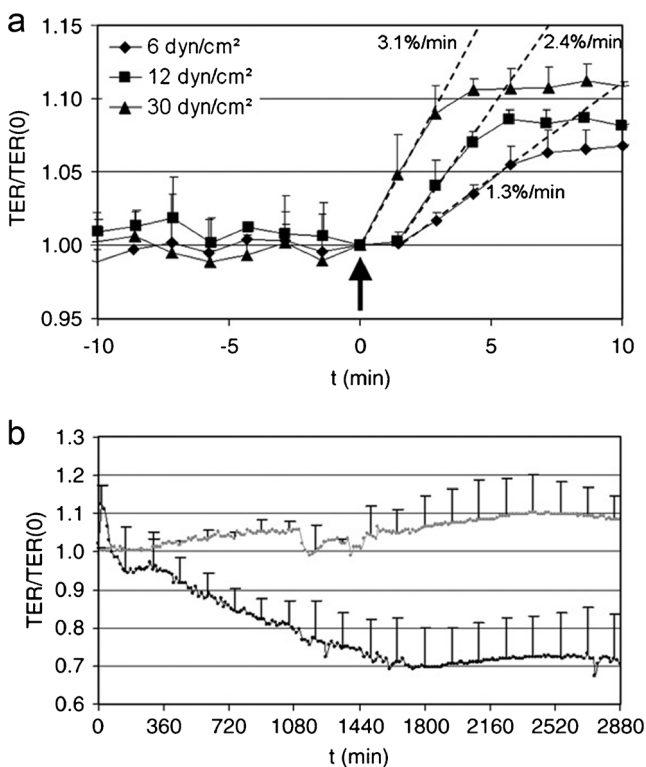 a
1.15
3.1%/min
2.4%/min
6 dyn/cm²
12 dyn/cm²
30 dyn/cm²
1.10
1.05
1.3%/min
1.00
0.95
TER/TER(0)
-10
-5
0
5
10
t (min)
b
1.3
1.2
1.1
1.0
0.9
0.8
0.7
0.6
TER/TER(0)
0
360
720
1080
1440
1800
2160
2520
2880
t (min)